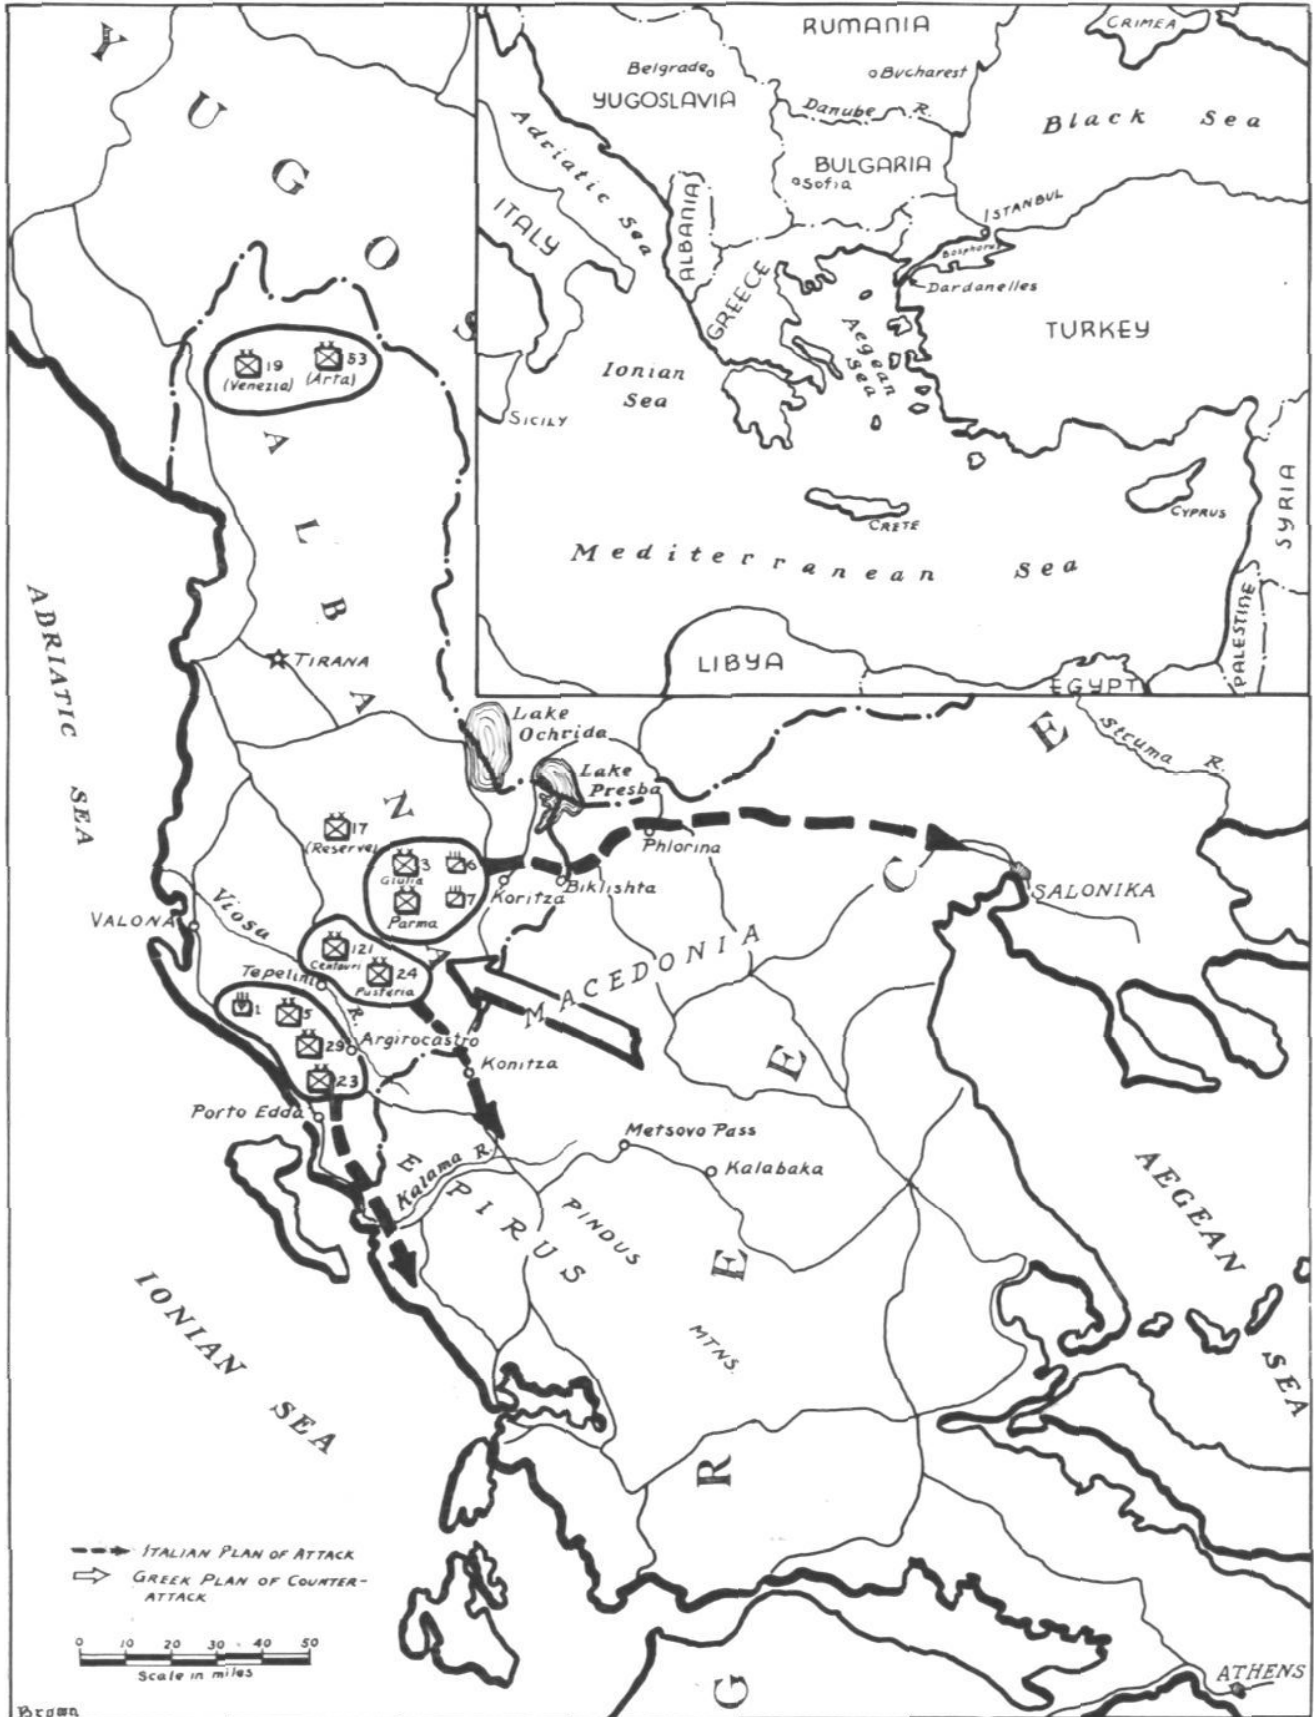 YUGOS
ALBANIA
GREECE
RUMANIA
CRIMEA
Belgrade
Bucharest
YUGOSLAVIA
Danube R.
Black Sea
Adriatic Sea
BULGARIA
Sofia
ITALY
ALBANIA
ISTANBUL
Bosphorus
GREECE
Dardanelles
Aegean Sea
TURKEY
Ionian Sea
SICILY
CRETE
CYPRUS
SYRIA
Mediterranean Sea
PALESTINE
LIBYA
EGYPT
19
(Venezia)
53
(Arta)
ADRIATIC SEA
TIRANA
Lake Ochrida
Lake Presba
Struma R.
17
(Reserve)
3
Giulia
6
Parma
7
Phlorina
Koritza
Biklishta
SALONIKA
VALONA
Viosa R.
121
Centauri
24
Pusteria
Tepelini
MACEDONIA
1
5
29
23
Argirocastro
Konitza
Porto Edda
Metsovo Pass
Kalabaka
Kalama R.
EPIRUS
PINDUS MTNS.
AEGEAN SEA
IONIAN SEA
ITALIAN PLAN OF ATTACK
GREEK PLAN OF COUNTER-
ATTACK
0 10 20 30 40 50
Scale in miles
ATHENS
Brown